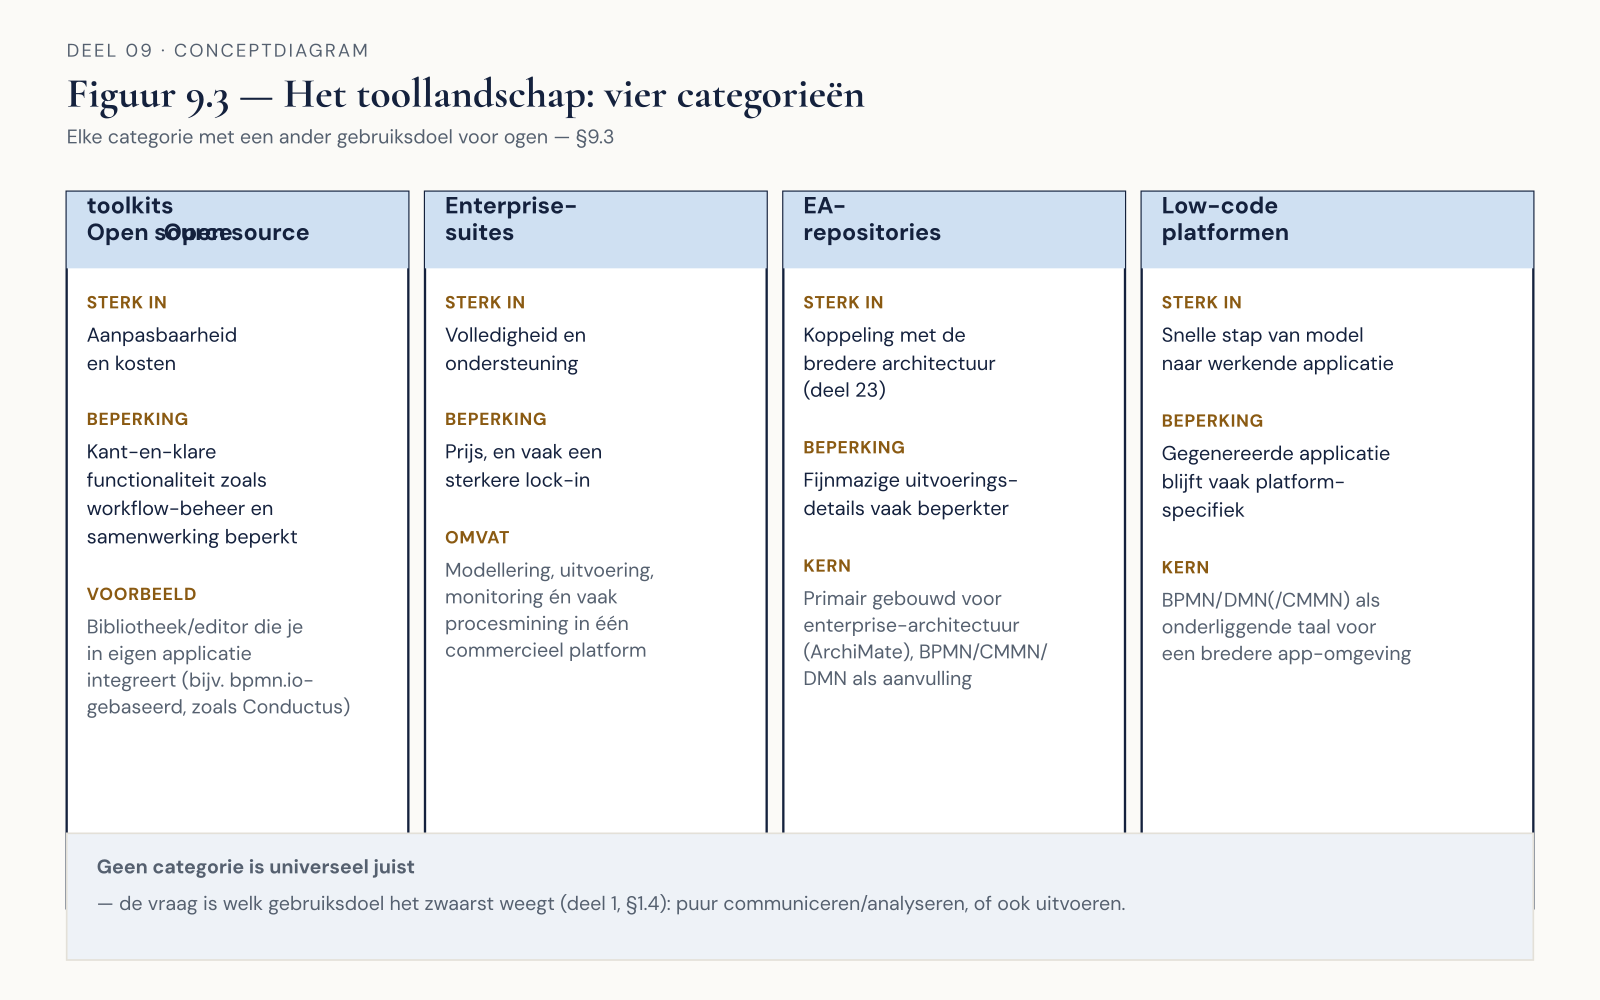 DEEL 09 · CONCEPTDIAGRAM
Figuur 9.3 — Het toollandschap: vier categorieën
Elke categorie met een ander gebruiksdoel voor ogen — §9.3
toolkits
Open source
Open source
STERK IN
Aanpasbaarheid
en kosten
BEPERKING
Kant-en-klare
functionaliteit zoals
workflow-beheer en
samenwerking beperkt
VOORBEELD
Bibliotheek/editor die je
in eigen applicatie
integreert (bijv. bpmn.io-
gebaseerd, zoals Conductus)
Enterprise-
suites
STERK IN
Volledigheid en
ondersteuning
BEPERKING
Prijs, en vaak een
sterkere lock-in
OMVAT
Modellering, uitvoering,
monitoring én vaak
procesmining in één
commercieel platform
EA-
repositories
STERK IN
Koppeling met de
bredere architectuur
(deel 23)
BEPERKING
Fijnmazige uitvoerings-
details vaak beperkter
KERN
Primair gebouwd voor
enterprise-architectuur
(ArchiMate), BPMN/CMMN/
DMN als aanvulling
Low-code
platformen
STERK IN
Snelle stap van model
naar werkende applicatie
BEPERKING
Gegenereerde applicatie
blijft vaak platform-
specifiek
KERN
BPMN/DMN(/CMMN) als
onderliggende taal voor
een bredere app-omgeving
Geen categorie is universeel juist
— de vraag is welk gebruiksdoel het zwaarst weegt (deel 1, §1.4): puur communiceren/analyseren, of ook uitvoeren.